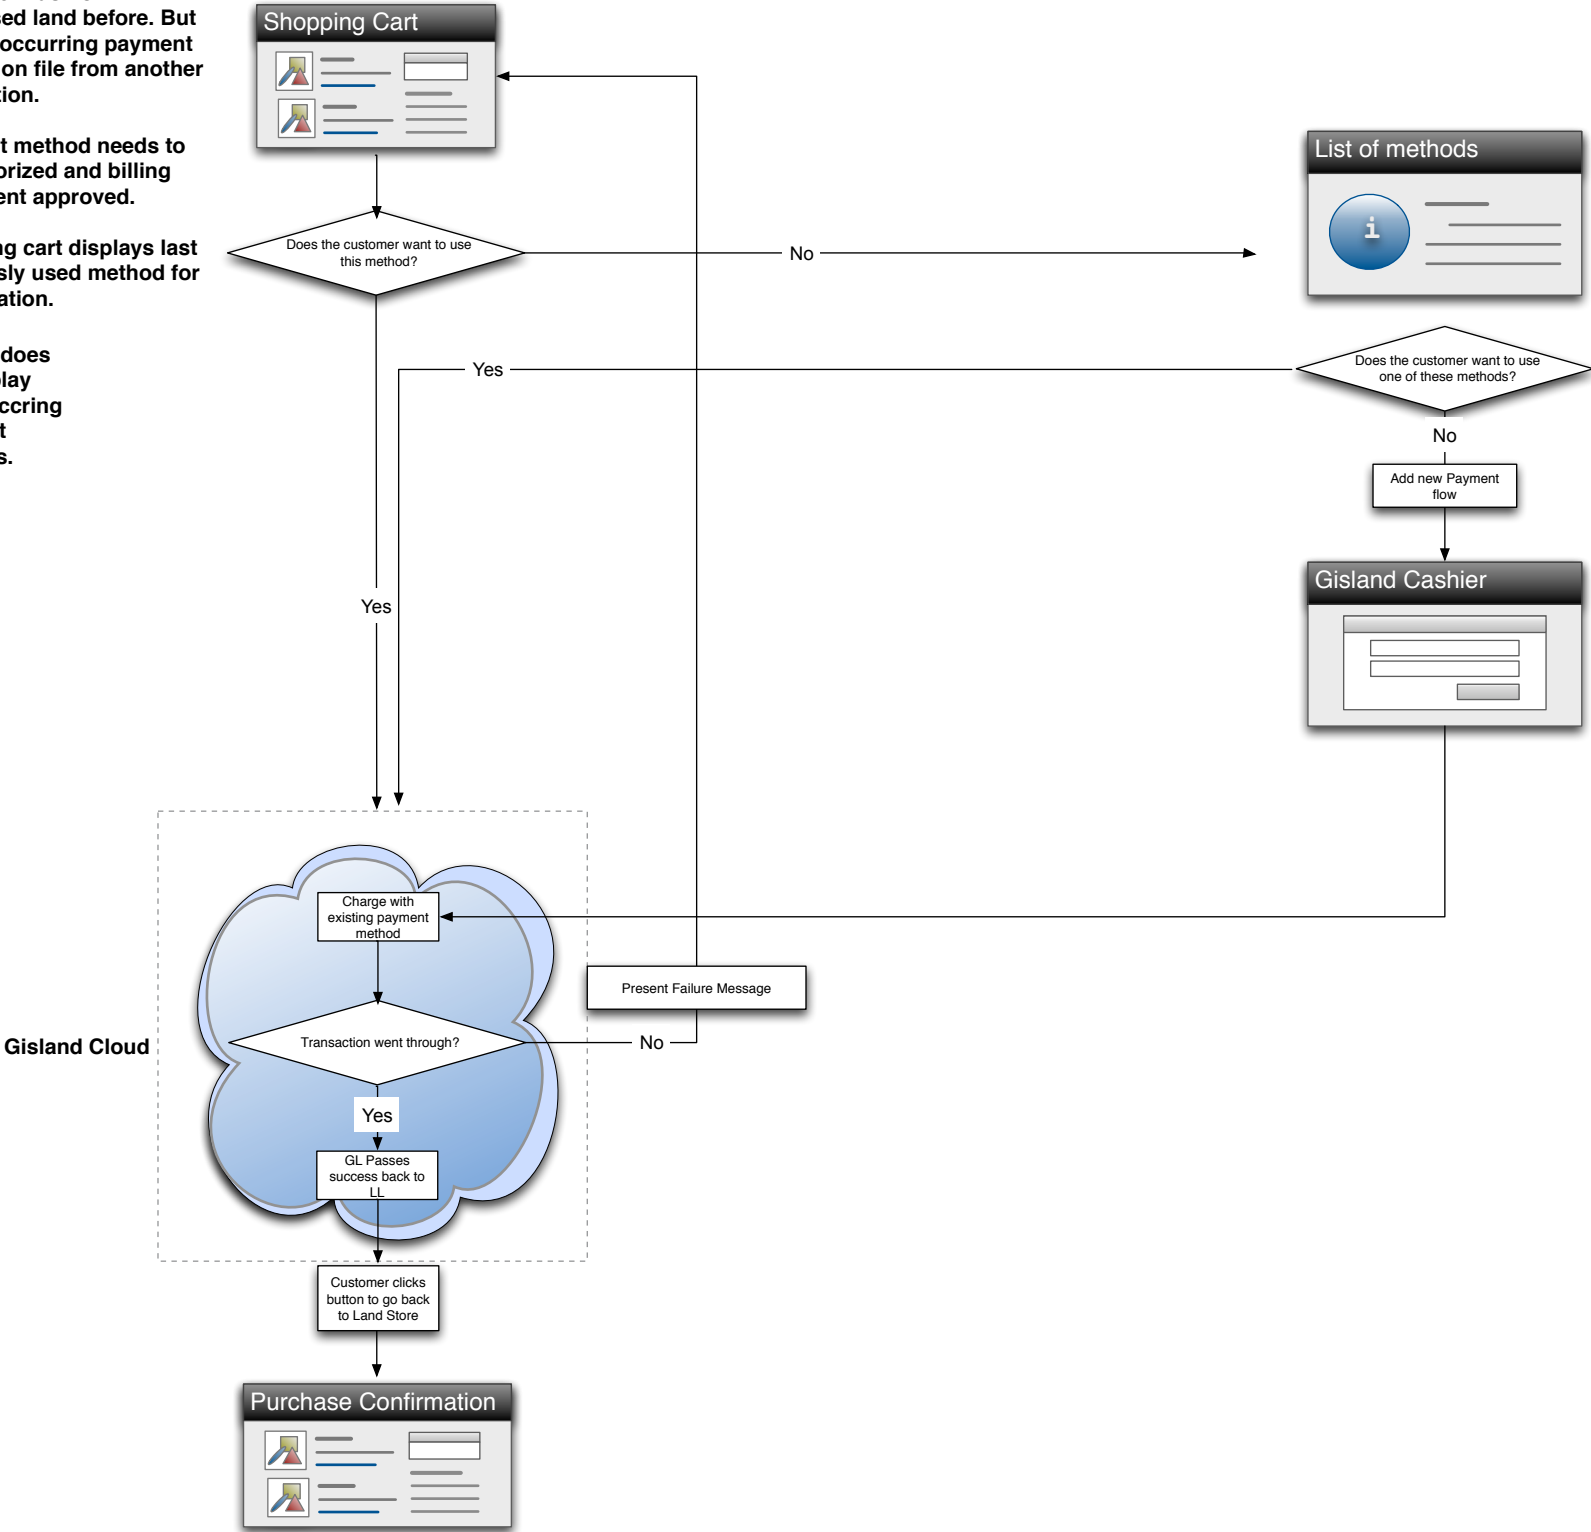 sed land before. But
occurring payment
on file from another
tion.
t method needs to
orized and billing
ent approved.
ng cart displays last
sly used method for
ation.
does
lay
ccring
t
s.
Shopping Cart
Does the customer want to use
this method?
No
List of methods
i
Does the customer want to use
one of these methods?
Yes
No
Add new Payment
flow
Gisland Cashier
Yes
Charge with
existing payment
method
Present Failure Message
Transaction went through?
No
Gisland Cloud
Yes
GL Passes
success back to
LL
Customer clicks
button to go back
to Land Store
Purchase Confirmation